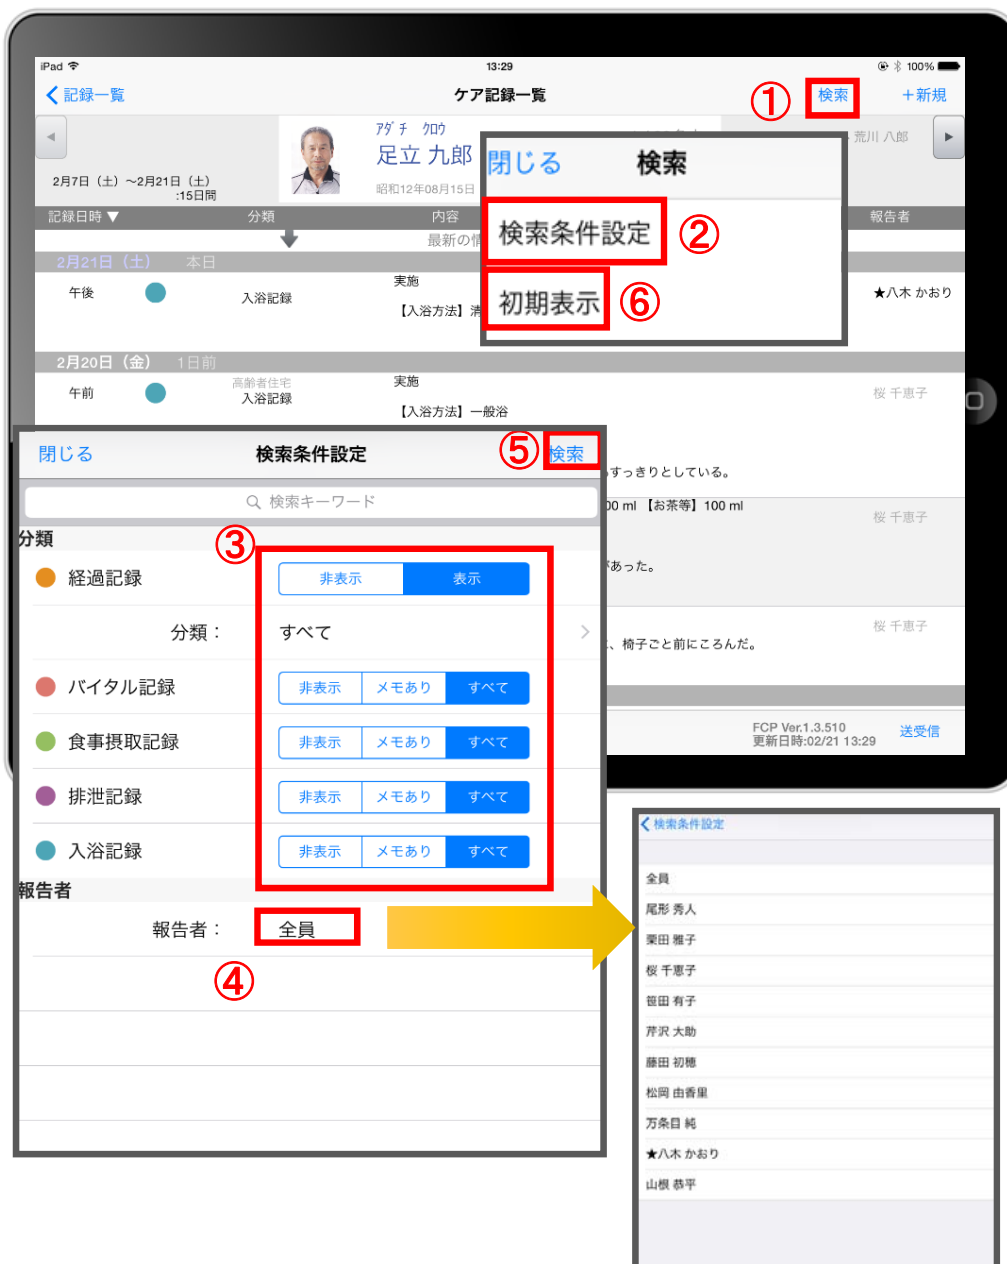 iPad
13:29
100%
記録一覧
ケア記録一覧
①
検索
+新規
アダチ クロウ
足立 九郎
昭和12年08月15日
荒川 八郎
2月7日（土）～2月21日（土）
:15日間
閉じる
検索
検索条件設定
②
初期表示
⑥
記録日時▼
分類
内容
報告者
最新の情
2月21日（土） 本日
午後
入浴記録
実施
【入浴方法】清
★八木 かおり
2月20日（金） 1日前
午前
高齢者住宅
入浴記録
実施
【入浴方法】一般浴
桜 千恵子
すっきりとしている。
00 ml 【お茶等】100 ml
桜 千恵子
があった。
桜 千恵子
、椅子ごと前にころんだ。
FCP Ver.1.3.510
更新日時:02/21 13:29
送受信
閉じる
検索条件設定
⑤
検索
検索キーワード
分類
③
経過記録
非表示
表示
分類：
すべて
バイタル記録
非表示
メモあり
すべて
食事摂取記録
非表示
メモあり
すべて
排泄記録
非表示
メモあり
すべて
入浴記録
非表示
メモあり
すべて
報告者
報告者：
全員
④
検索条件設定
全員
尾形 秀人
栗田 雅子
桜 千恵子
笹田 有子
芹沢 大助
藤田 初穂
松岡 由香里
万条目 純
★八木 かおり
山根 恭平